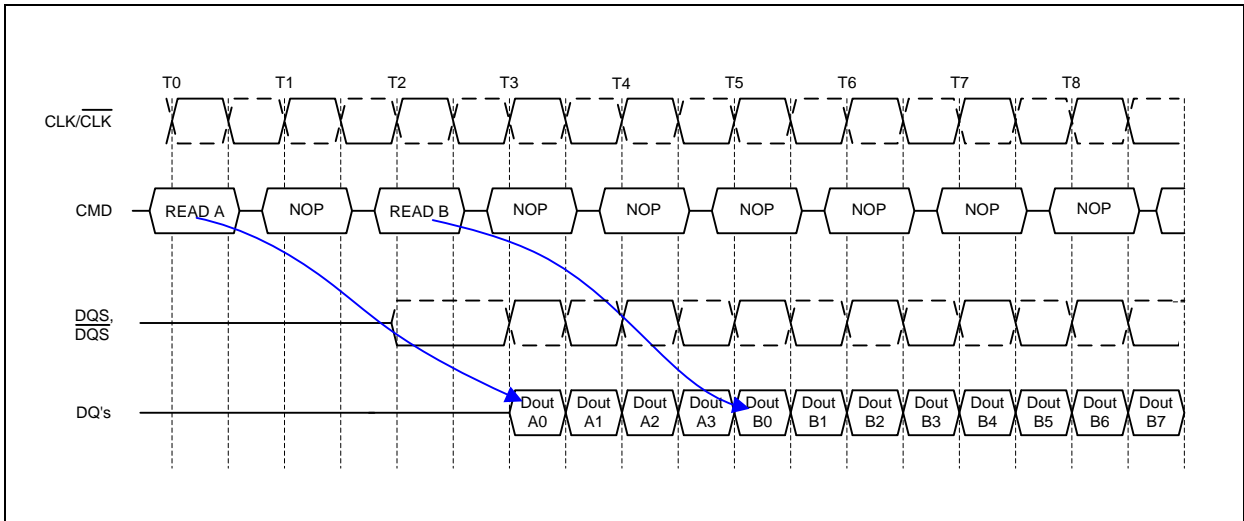 T0 T1 T2 T3 T4 T5 T6 T7 T8
CLK/CLK
CMD READ A NOP READ B NOP NOP NOP NOP NOP NOP
DQS,
DQS
DQ's Dout Dout Dout Dout Dout Dout Dout Dout Dout Dout Dout Dout
A0 A1 A2 A3 B0 B1 B2 B3 B4 B5 B6 B7